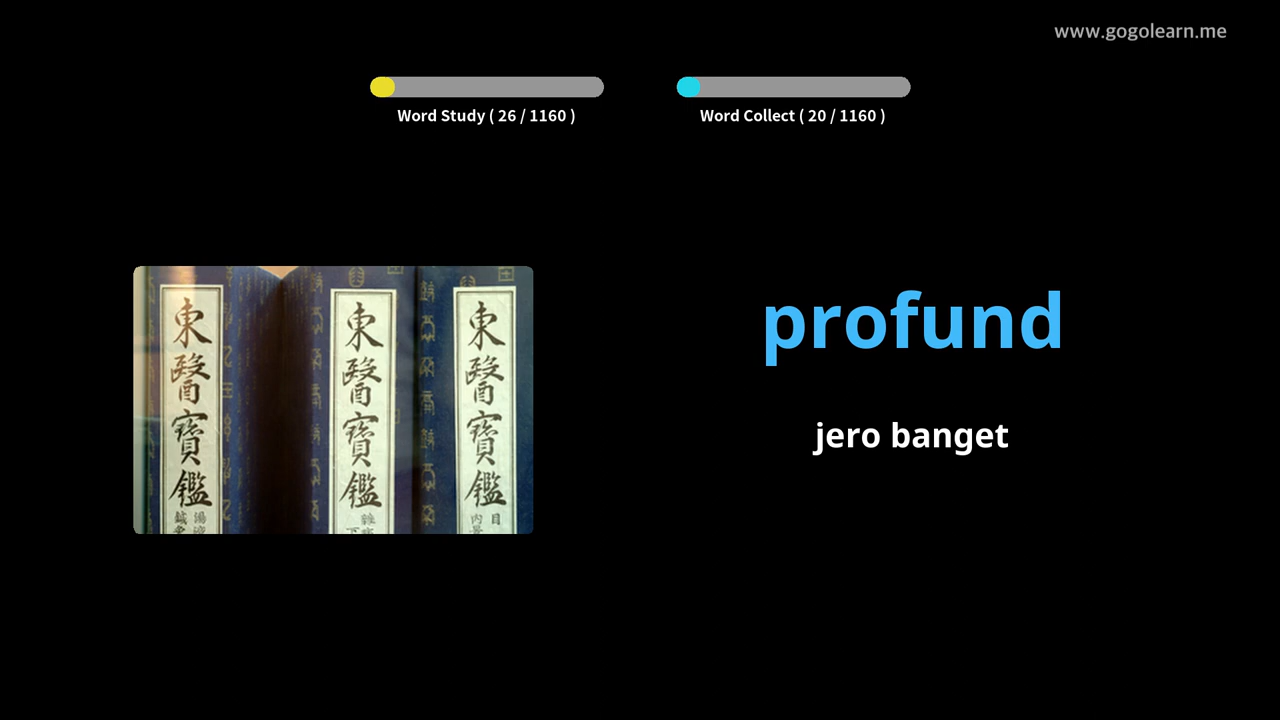 www.gogolearn.me
Word Study ( 26 / 1160 )
Word Collect ( 20 / 1160 )
東醫寶鑑
東醫寶鑑
東醫寶鑑
profund
jero banget